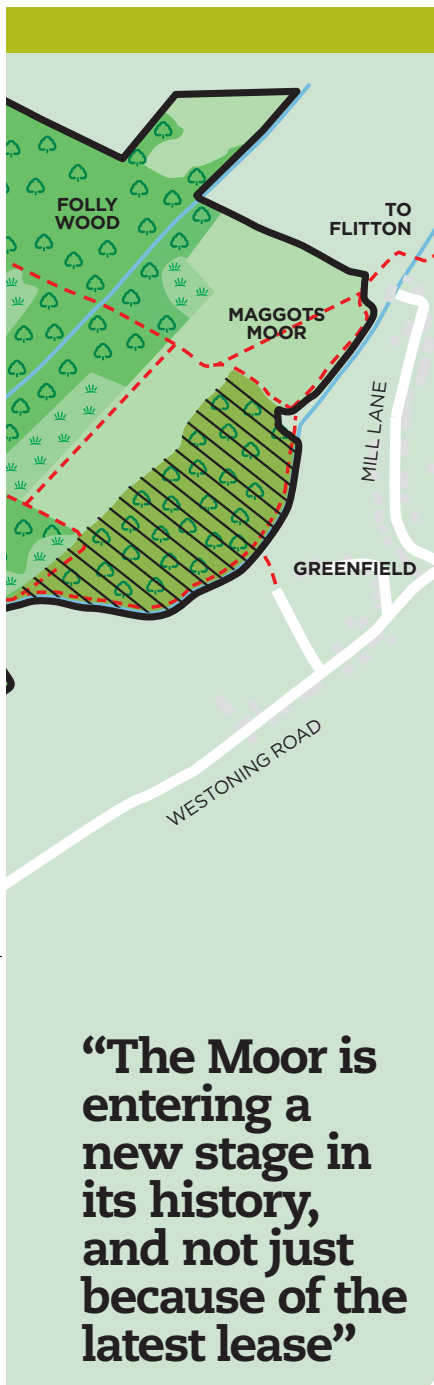 FOLLY
WOOD
TO
FLITTON
MAGGOTS
MOOR
MILL LANE
GREENFIELD
WESTONING ROAD
“The Moor is
entering a
new stage in
its history,
and not just
because of the
latest lease”